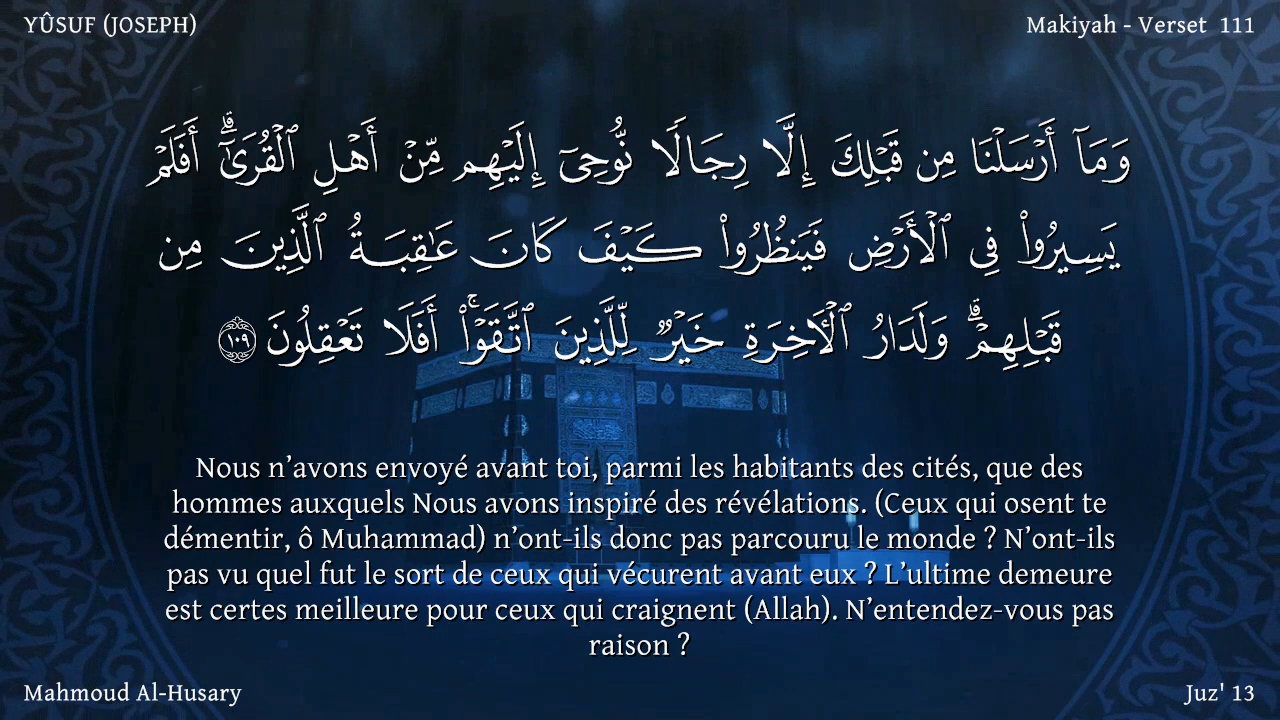 YÛSUF (JOSEPH)
Makiyah - Verset 111
وَمَآ أَرْسَلْنَا مِن قَبْلِكَ إِلَّا رِجَالًا نُّوحِىٓ إِلَيْهِم مِّنْ أَهْلِ ٱلْقُرَىٰٓ ۗ أَفَلَمْ
يَسِيرُوا۟ فِى ٱلْأَرْضِ فَيَنظُرُوا۟ كَيْفَ كَانَ عَـٰقِبَةُ ٱلَّذِينَ مِن
قَبْلِهِمْ ۗ وَلَدَارُ ٱلْـَٔاخِرَةِ خَيْرٌ لِّلَّذِينَ ٱتَّقَوْا۟ ۚ أَفَلَا تَعْقِلُونَ ١٠٩
Nous n’avons envoyé avant toi, parmi les habitants des cités, que des
hommes auxquels Nous avons inspiré des révélations. (Ceux qui osent te
démentir, ô Muhammad) n’ont-ils donc pas parcouru le monde ? N’ont-ils
pas vu quel fut le sort de ceux qui vécurent avant eux ? L’ultime demeure
est certes meilleure pour ceux qui craignent (Allah). N’entendez-vous pas
raison ?
Mahmoud Al-Husary
Juz' 13